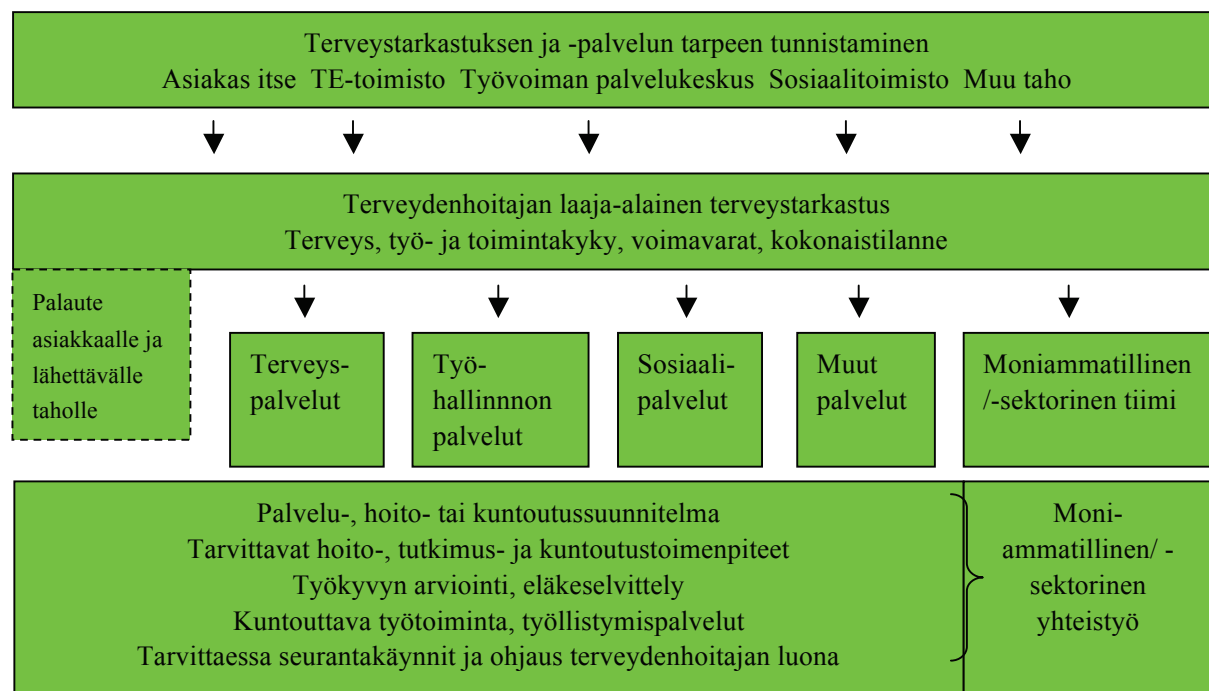 Terveystarkastuksen ja -palvelun tarpeen tunnistaminen
Asiakas itse TE-toimisto Työvoiman palvelukeskus Sosiaalitoimisto Muu taho
Terveydenhoitajan laaja-alainen terveystarkastus
Terveys, työ- ja toimintakyky, voimavarat, kokonaistilanne
Palaute
asiakkaalle ja
lähettävälle
taholle
Terveys-
palvelut
Työ-
hallinnnon
palvelut
Sosiaali-
palvelut
Muut
palvelut
Moniammatillinen
/-sektorinen tiimi
Palvelu-, hoito- tai kuntoutussuunnitelma
Tarvittavat hoito-, tutkimus- ja kuntoutustoimenpiteet
Työkyvyn arviointi, eläkeselvittely
Kuntouttava työtoiminta, työllistymispalvelut
Tarvittaessa seurantakäynnit ja ohjaus terveydenhoitajan luona
Moni-
ammatillinen/ -
sektorinen
yhteistyö